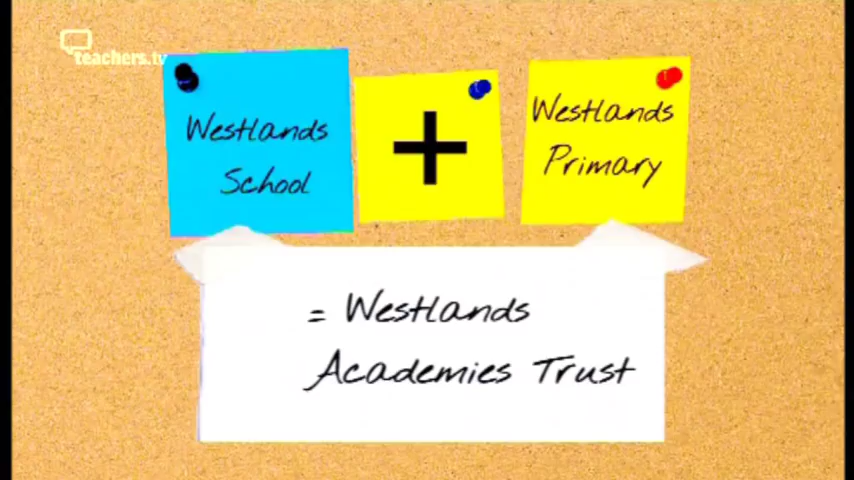 teachers.tv
Westlands
School
+
Westlands
Primary
= Westlands
Academies Trust